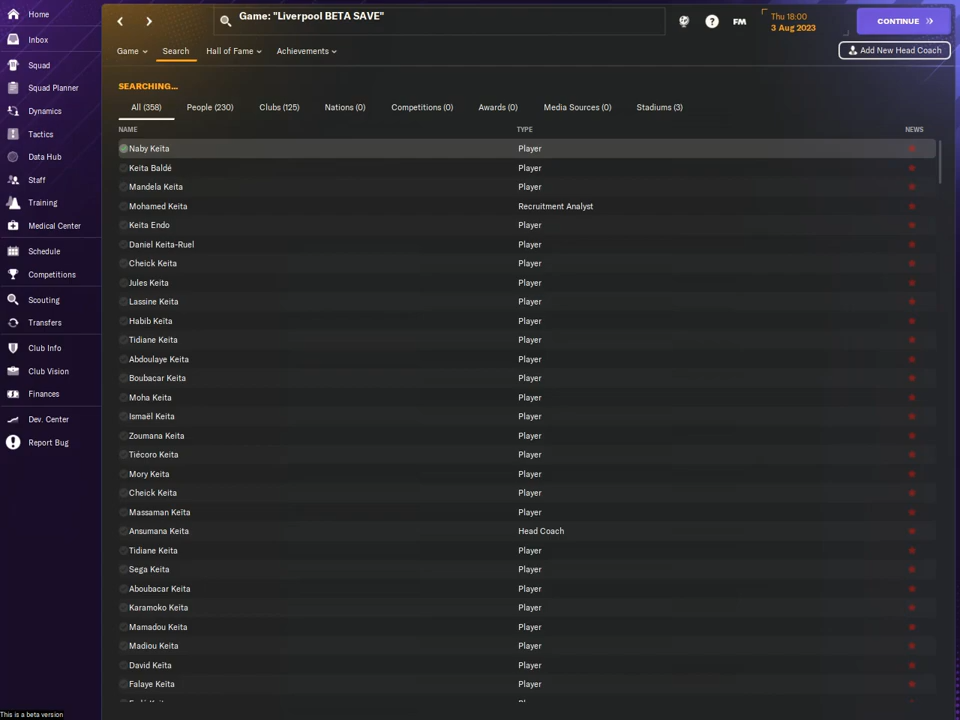 Home
Inbox
Squad
Squad Planner
Dynamics
Tactics
Data Hub
Staff
Training
Medical Center
Schedule
Competitions
Scouting
Transfers
Club Info
Club Vision
Finances
Dev. Center
Report Bug
This is a beta version
Game: "Liverpool BETA SAVE"
?
FM
Thu 18:00
3 Aug 2023
CONTINUE
Game
Search
Hall of Fame
Achievements
Add New Head Coach
SEARCHING...
All (358) People (230) Clubs (125) Nations (0) Competitions (0) Awards (0) Media Sources (0) Stadiums (3)
NAME TYPE NEWS
Naby Keïta Player
Keita Baldé Player
Mandela Keita Player
Mohamed Keita Recruitment Analyst
Keita Endo Player
Daniel Keita-Ruel Player
Cheick Keita Player
Jules Keita Player
Lassine Keita Player
Habib Keïta Player
Tidiane Keita Player
Abdoulaye Keita Player
Boubacar Keita Player
Moha Keita Player
Ismaël Keita Player
Zoumana Keita Player
Tiécoro Keita Player
Mory Keita Player
Cheick Keita Player
Massaman Keïta Player
Ansumana Keita Head Coach
Tidiane Keita Player
Sega Keita Player
Aboubacar Keita Player
Karamoko Keita Player
Mamadou Keita Player
Madiou Keita Player
David Keïta Player
Falaye Keïta Player